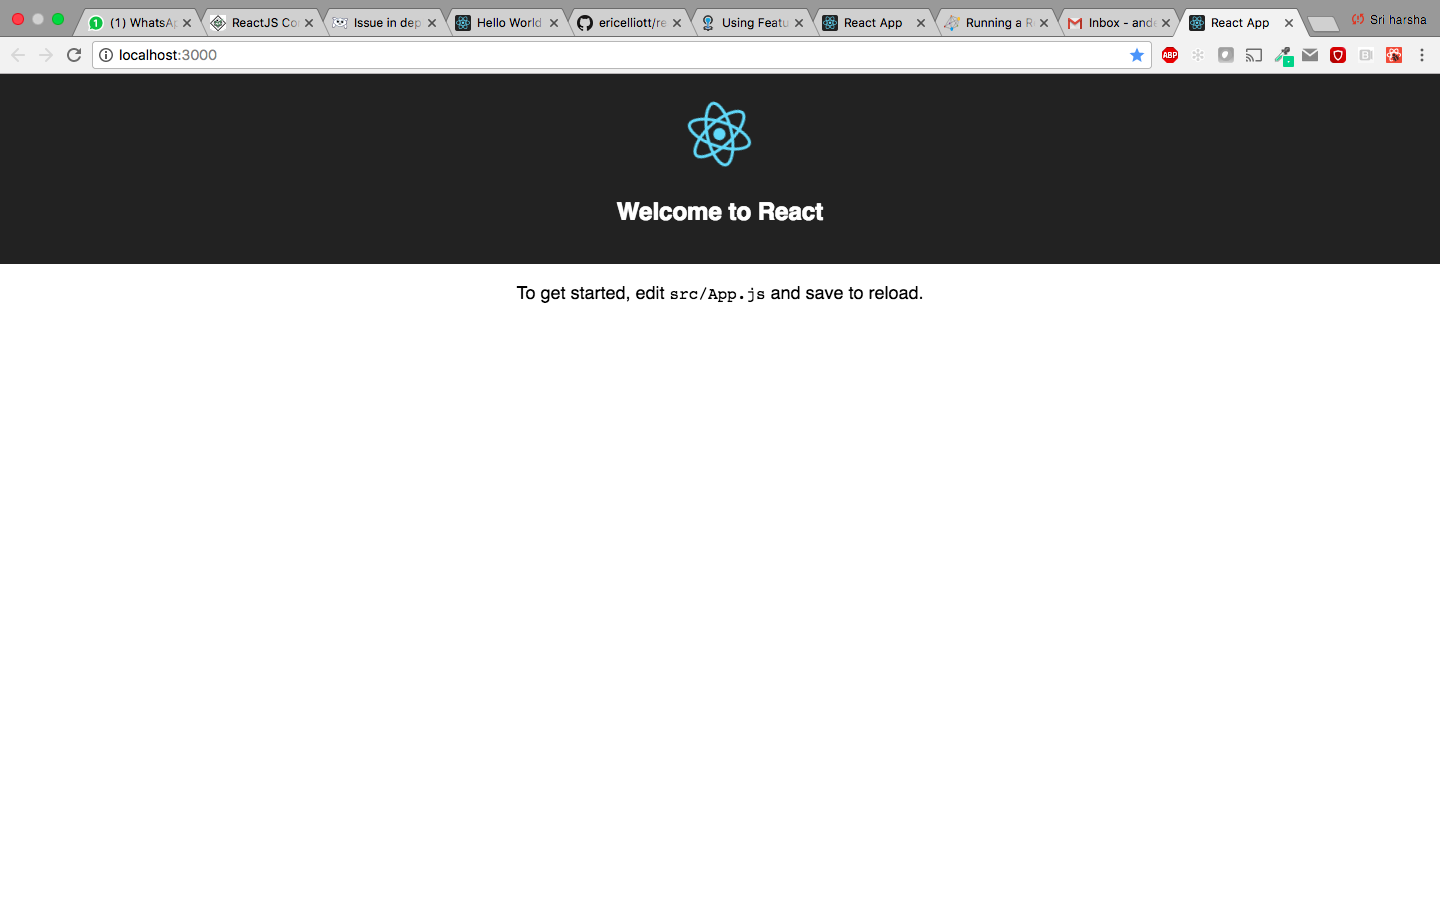 (1) WhatsAp
ReactJS Co
Issue in dep
Hello World
ericelliott/re
Using Featu
React App
Running a R
Inbox - ande
React App
Sri harsha
localhost:3000
ABP
Welcome to React
To get started, edit src/App.js and save to reload.